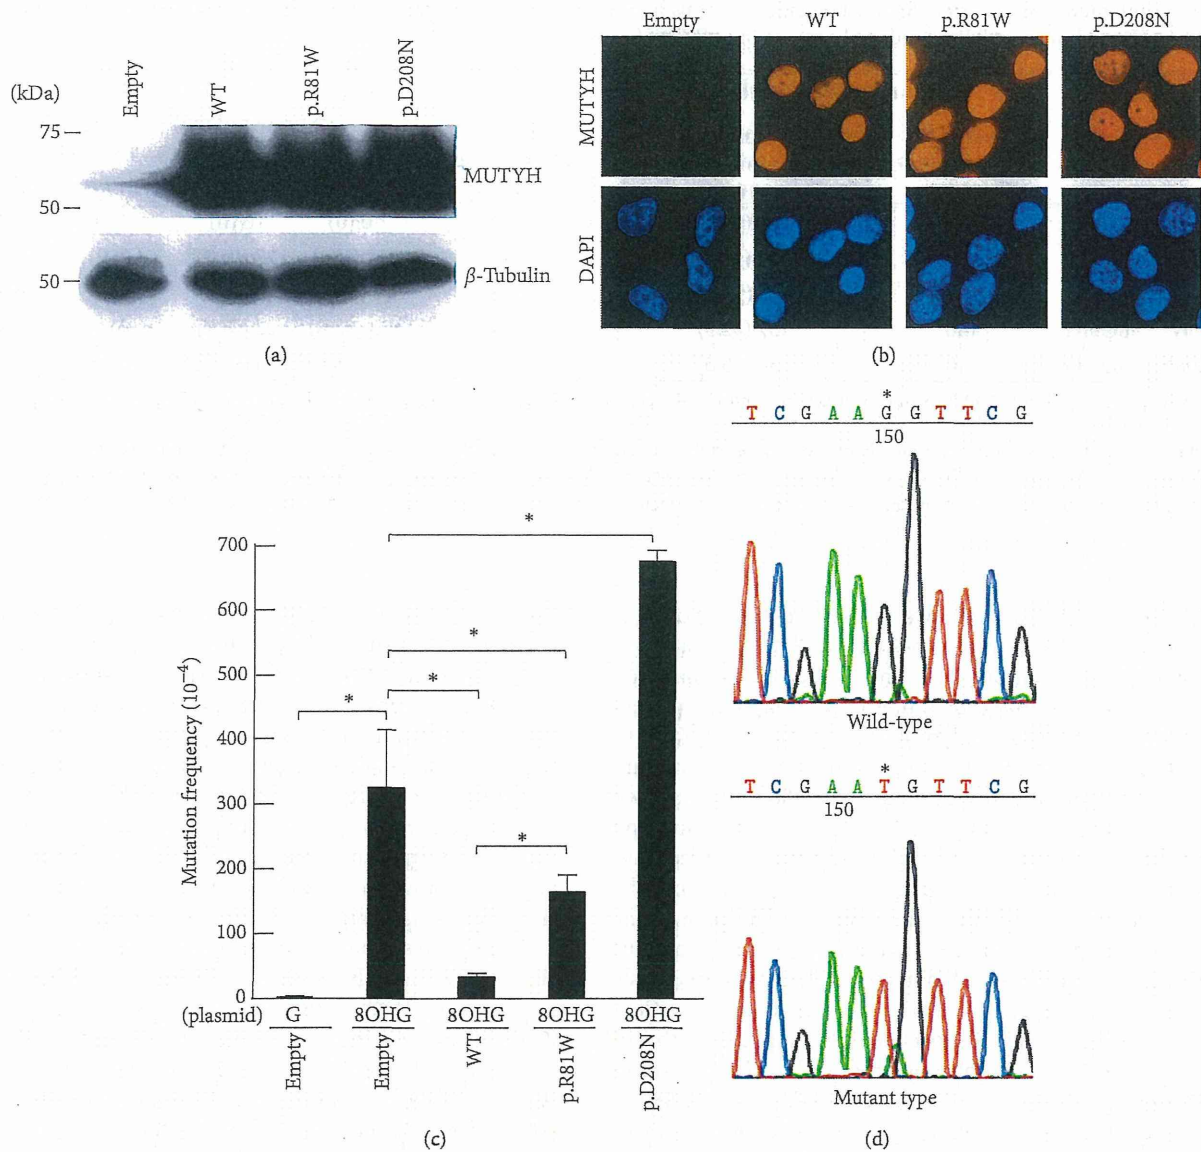 Empty
WT
p.R81W
p.D208N
(kDa)
75
50
MUTYH
50
β-Tubulin
(a)
Empty WT p.R81W p.D208N
MUTYH
DAPI
(b)
Mutation frequency (10⁻⁴)
700
600
500
400
300
200
100
0
* * * * *
(plasmid) G 8OHG 8OHG 8OHG 8OHG
Empty
Empty
WT
p.R81W
p.D208N
(c)
*
T C G A A G G T T C G
150
Wild-type
*
T C G A A T G T T C G
150
Mutant type
(d)